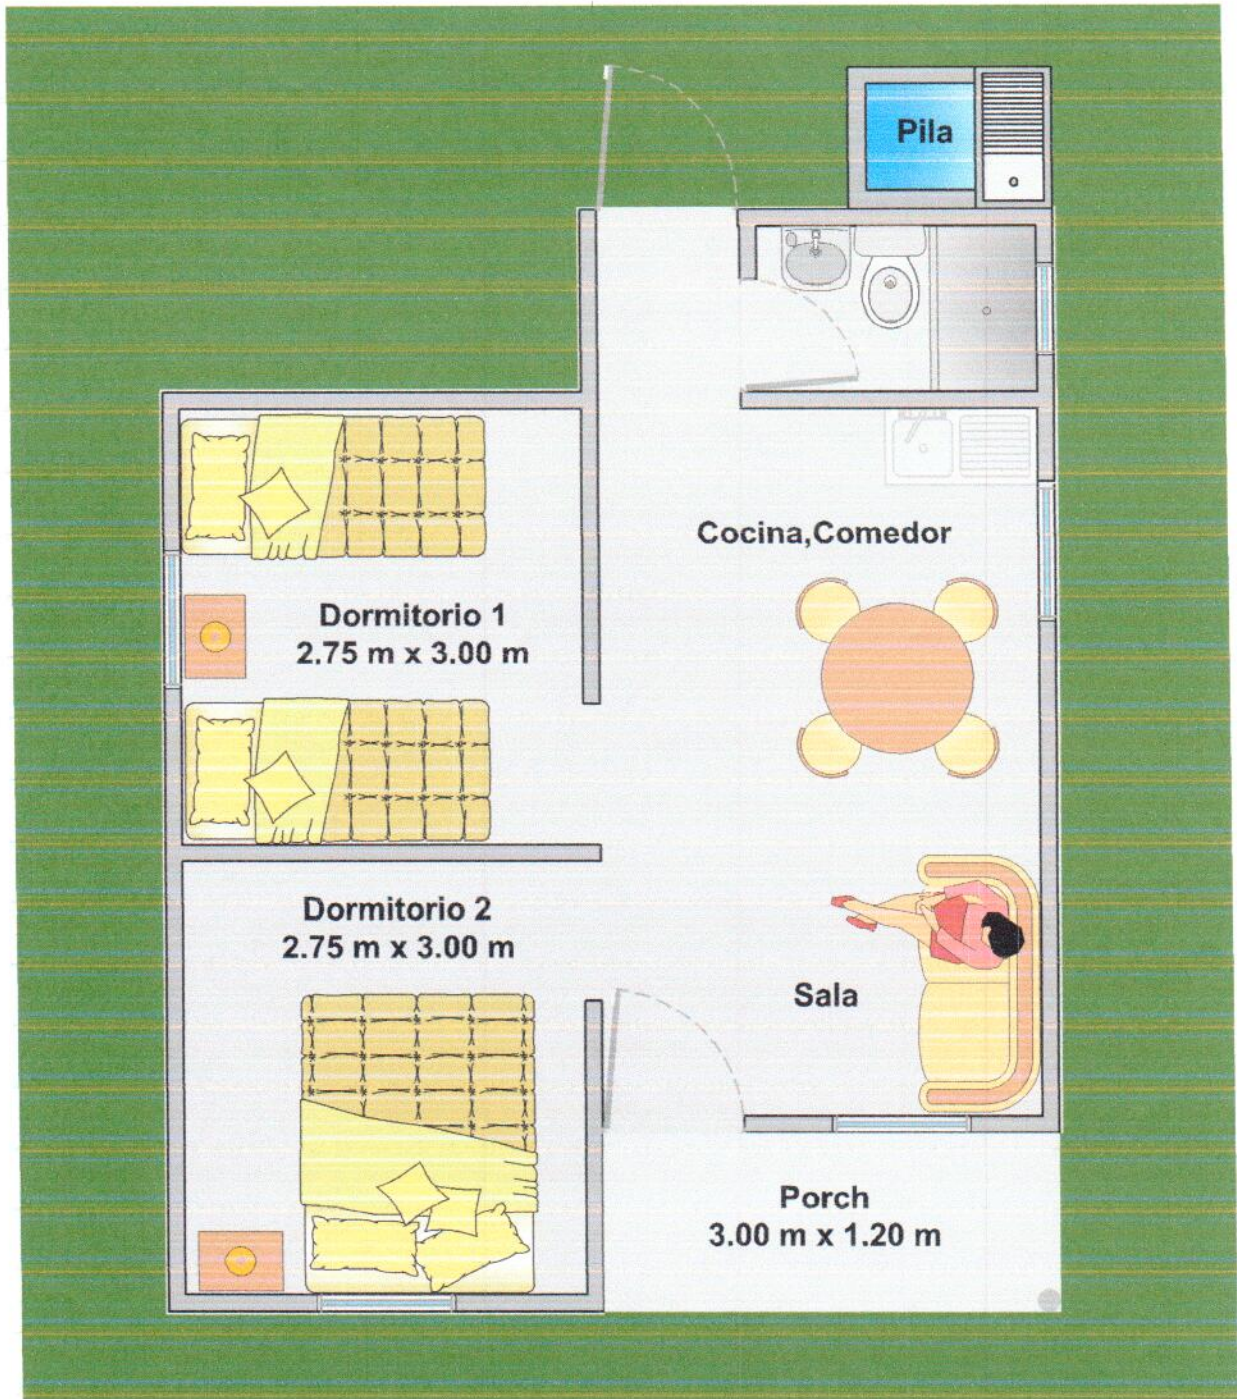 Pila
Cocina,Comedor
Dormitorio 1
2.75 m x 3.00 m
Dormitorio 2
2.75 m x 3.00 m
Sala
Porch
3.00 m x 1.20 m